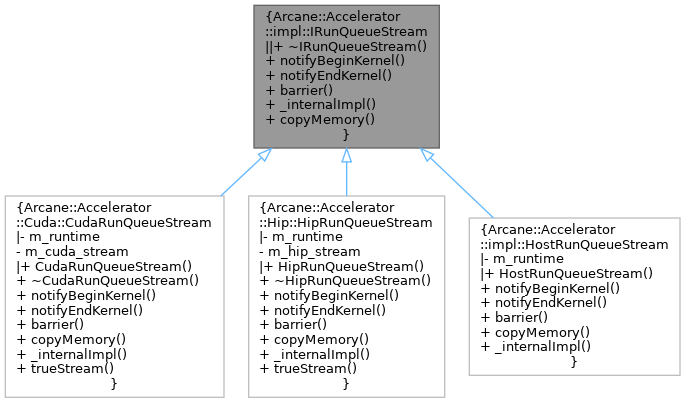 {Arcane::Accelerator
::impl::IRunQueueStream
||+ ~IRunQueueStream()
+ notifyBeginKernel()
+ notifyEndKernel()
+ barrier()
+ _internalImpl()
+ copyMemory()
}
{Arcane::Accelerator
::Cuda::CudaRunQueueStream
|- m_runtime
- m_cuda_stream
|+ CudaRunQueueStream()
+ ~CudaRunQueueStream()
+ notifyBeginKernel()
+ notifyEndKernel()
+ barrier()
+ copyMemory()
+ _internalImpl()
+ trueStream()
}
{Arcane::Accelerator
::Hip::HipRunQueueStream
|- m_runtime
- m_hip_stream
|+ HipRunQueueStream()
+ ~HipRunQueueStream()
+ notifyBeginKernel()
+ notifyEndKernel()
+ barrier()
+ copyMemory()
+ _internalImpl()
+ trueStream()
}
{Arcane::Accelerator
::impl::HostRunQueueStream
|- m_runtime
|+ HostRunQueueStream()
+ notifyBeginKernel()
+ notifyEndKernel()
+ barrier()
+ copyMemory()
+ _internalImpl()
}